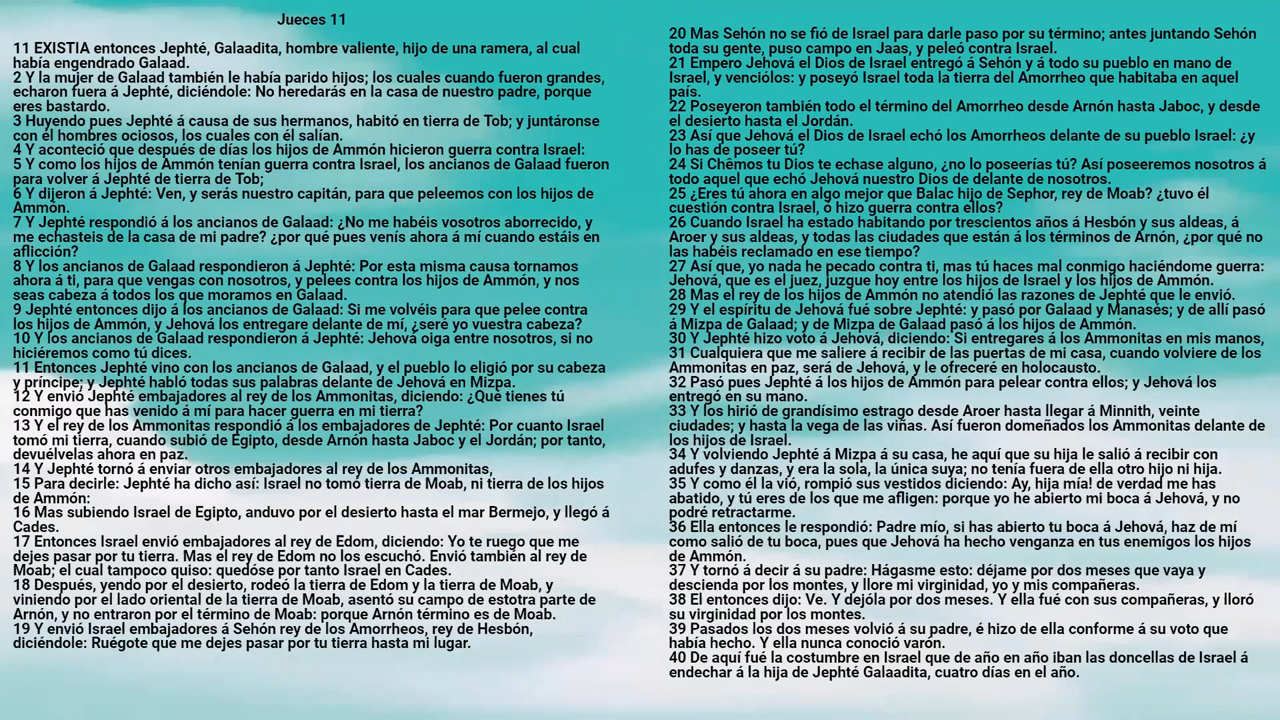 Jueces 11
11 EXISTIA entonces Jephté, Galaadita, hombre valiente, hijo de una ramera, al cual
había engendrado Galaad.
2 Y la mujer de Galaad también le había parido hijos; los cuales cuando fueron grandes,
echaron fuera á Jephté, diciéndole: No heredarás en la casa de nuestro padre, porque
eres bastardo.
3 Huyendo pues Jephté á causa de sus hermanos, habitó en tierra de Tob; y juntáronse
con él hombres ociosos, los cuales con él salían.
4 Y aconteció que después de días los hijos de Ammón hicieron guerra contra Israel:
5 Y como los hijos de Ammón tenían guerra contra Israel, los ancianos de Galaad fueron
para volver á Jephté de tierra de Tob;
6 Y dijeron á Jephté: Ven, y serás nuestro capitán, para que peleemos con los hijos de
Ammón.
7 Y Jephté respondió á los ancianos de Galaad: ¿No me habéis vosotros aborrecido, y
me echasteis de la casa de mi padre? ¿por qué pues venís ahora á mí cuando estáis en
aflicción?
8 Y los ancianos de Galaad respondieron á Jephté: Por esta misma causa tornamos
ahora á ti, para que vengas con nosotros, y pelees contra los hijos de Ammón, y nos
seas cabeza á todos los que moramos en Galaad.
9 Jephté entonces dijo á los ancianos de Galaad: Si me volvéis para que pelee contra
los hijos de Ammón, y Jehová los entregare delante de mí, ¿seré yo vuestra cabeza?
10 Y los ancianos de Galaad respondieron á Jephté: Jehová oiga entre nosotros, si no
hiciéremos como tú dices.
11 Entonces Jephté vino con los ancianos de Galaad, y el pueblo lo eligió por su cabeza
y príncipe; y Jephté habló todas sus palabras delante de Jehová en Mizpa.
12 Y envió Jephté embajadores al rey de los Ammonitas, diciendo: ¿Qué tienes tú
conmigo que has venido á mí para hacer guerra en mi tierra?
13 Y el rey de los Ammonitas respondió á los embajadores de Jephté: Por cuanto Israel
tomó mi tierra, cuando subió de Egipto, desde Arnón hasta Jaboc y el Jordán; por tanto,
devuélvelas ahora en paz.
14 Y Jephté tornó á enviar otros embajadores al rey de los Ammonitas,
15 Para decirle: Jephté ha dicho así: Israel no tomó tierra de Moab, ni tierra de los hijos
de Ammón:
16 Mas subiendo Israel de Egipto, anduvo por el desierto hasta el mar Bermejo, y llegó á
Cades.
17 Entonces Israel envió embajadores al rey de Edom, diciendo: Yo te ruego que me
dejes pasar por tu tierra. Mas el rey de Edom no los escuchó. Envió también al rey de
Moab; el cual tampoco quiso: quedóse por tanto Israel en Cades.
18 Después, yendo por el desierto, rodeó la tierra de Edom y la tierra de Moab, y
viniendo por el lado oriental de la tierra de Moab, asentó su campo de estotra parte de
Arnón, y no entraron por el término de Moab: porque Arnón término es de Moab.
19 Y envió Israel embajadores á Sehón rey de los Amorrheos, rey de Hesbón,
diciéndole: Ruégote que me dejes pasar por tu tierra hasta mi lugar.
20 Mas Sehón no se fió de Israel para darle paso por su término; antes juntando Sehón
toda su gente, puso campo en Jaas, y peleó contra Israel.
21 Empero Jehová el Dios de Israel entregó á Sehón y á todo su pueblo en mano de
Israel, y venciólos: y poseyó Israel toda la tierra del Amorrheo que habitaba en aquel
país.
22 Poseyeron también todo el término del Amorrheo desde Arnón hasta Jaboc, y desde
el desierto hasta el Jordán.
23 Así que Jehová el Dios de Israel echó los Amorrheos delante de su pueblo Israel: ¿y
lo has de poseer tú?
24 Si Chêmos tu Dios te echase alguno, ¿no lo poseerías tú? Así poseeremos nosotros á
todo aquel que echó Jehová nuestro Dios de delante de nosotros.
25 ¿Eres tú ahora en algo mejor que Balac hijo de Sephor, rey de Moab? ¿tuvo él
cuestión contra Israel, ó hizo guerra contra ellos?
26 Cuando Israel ha estado habitando por trescientos años á Hesbón y sus aldeas, á
Aroer y sus aldeas, y todas las ciudades que están á los términos de Arnón, ¿por qué no
las habéis reclamado en ese tiempo?
27 Así que, yo nada he pecado contra ti, mas tú haces mal conmigo haciéndome guerra:
Jehová, que es el juez, juzgue hoy entre los hijos de Israel y los hijos de Ammón.
28 Mas el rey de los hijos de Ammón no atendió las razones de Jephté que le envió.
29 Y el espíritu de Jehová fué sobre Jephté: y pasó por Galaad y Manasés; y de allí pasó
á Mizpa de Galaad; y de Mizpa de Galaad pasó á los hijos de Ammón.
30 Y Jephté hizo voto á Jehová, diciendo: Si entregares á los Ammonitas en mis manos,
31 Cualquiera que me saliere á recibir de las puertas de mi casa, cuando volviere de los
Ammonitas en paz, será de Jehová, y le ofreceré en holocausto.
32 Pasó pues Jephté á los hijos de Ammón para pelear contra ellos; y Jehová los
entregó en su mano.
33 Y los hirió de grandísimo estrago desde Aroer hasta llegar á Minnith, veinte
ciudades; y hasta la vega de las viñas. Así fueron domeñados los Ammonitas delante de
los hijos de Israel.
34 Y volviendo Jephté á Mizpa á su casa, he aquí que su hija le salió á recibir con
adufes y danzas, y era la sola, la única suya; no tenía fuera de ella otro hijo ni hija.
35 Y como él la vió, rompió sus vestidos diciendo: Ay, hija mía! de verdad me has
abatido, y tú eres de los que me afligen: porque yo he abierto mi boca á Jehová, y no
podré retractarme.
36 Ella entonces le respondió: Padre mío, si has abierto tu boca á Jehová, haz de mí
como salió de tu boca, pues que Jehová ha hecho venganza en tus enemigos los hijos
de Ammón.
37 Y tornó á decir á su padre: Hágasme esto: déjame por dos meses que vaya y
descienda por los montes, y llore mi virginidad, yo y mis compañeras.
38 El entonces dijo: Ve. Y dejóla por dos meses. Y ella fué con sus compañeras, y lloró
su virginidad por los montes.
39 Pasados los dos meses volvió á su padre, é hizo de ella conforme á su voto que
había hecho. Y ella nunca conoció varón.
40 De aquí fué la costumbre en Israel que de año en año iban las doncellas de Israel á
endechar á la hija de Jephté Galaadita, cuatro días en el año.